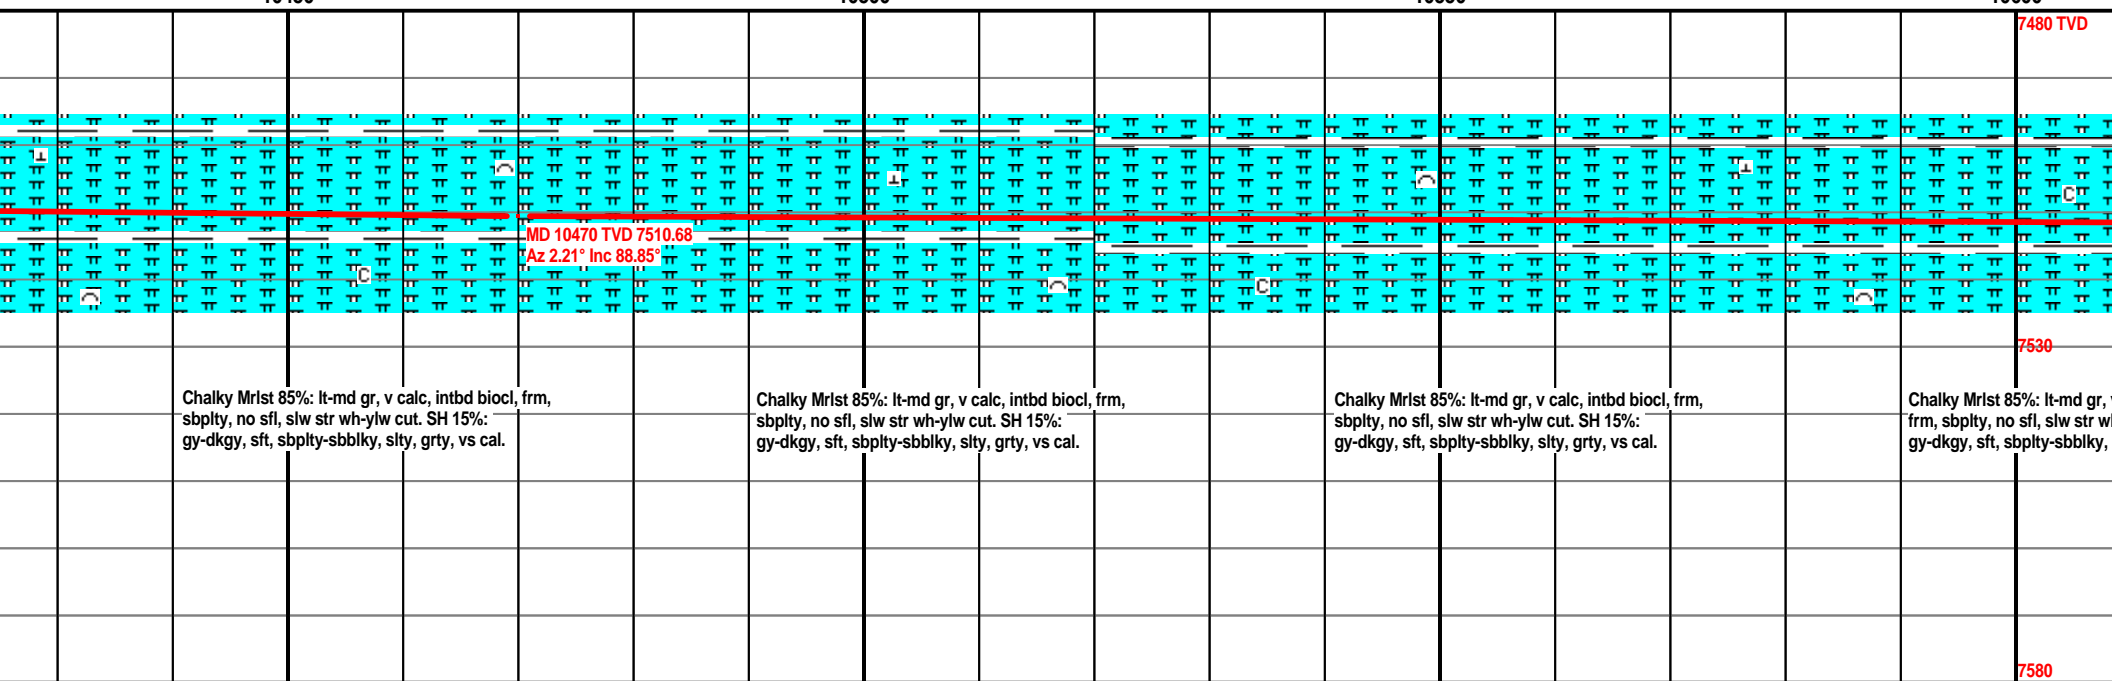 7480 TVD
MD 10470 TVD 7510.68
Az 2.21° Inc 88.85°
7530
Chalky Mrlst 85%: lt-md gr, v calc, intbd biocl, frm,
sbplty, no sfl, slw str wh-ylw cut. SH 15%:
gy-dkgy, sft, sbplty-sbblky, slty, grty, vs cal.
Chalky Mrlst 85%: lt-md gr, v calc, intbd biocl, frm,
sbplty, no sfl, slw str wh-ylw cut. SH 15%:
gy-dkgy, sft, sbplty-sbblky, slty, grty, vs cal.
Chalky Mrlst 85%: lt-md gr, v calc, intbd biocl, frm,
sbplty, no sfl, slw str wh-ylw cut. SH 15%:
gy-dkgy, sft, sbplty-sbblky, slty, grty, vs cal.
Chalky Mrlst 85%: lt-md gr,
frm, sbplty, no sfl, slw str
gy-dkgy, sft, sbplty-sbblky,
7580